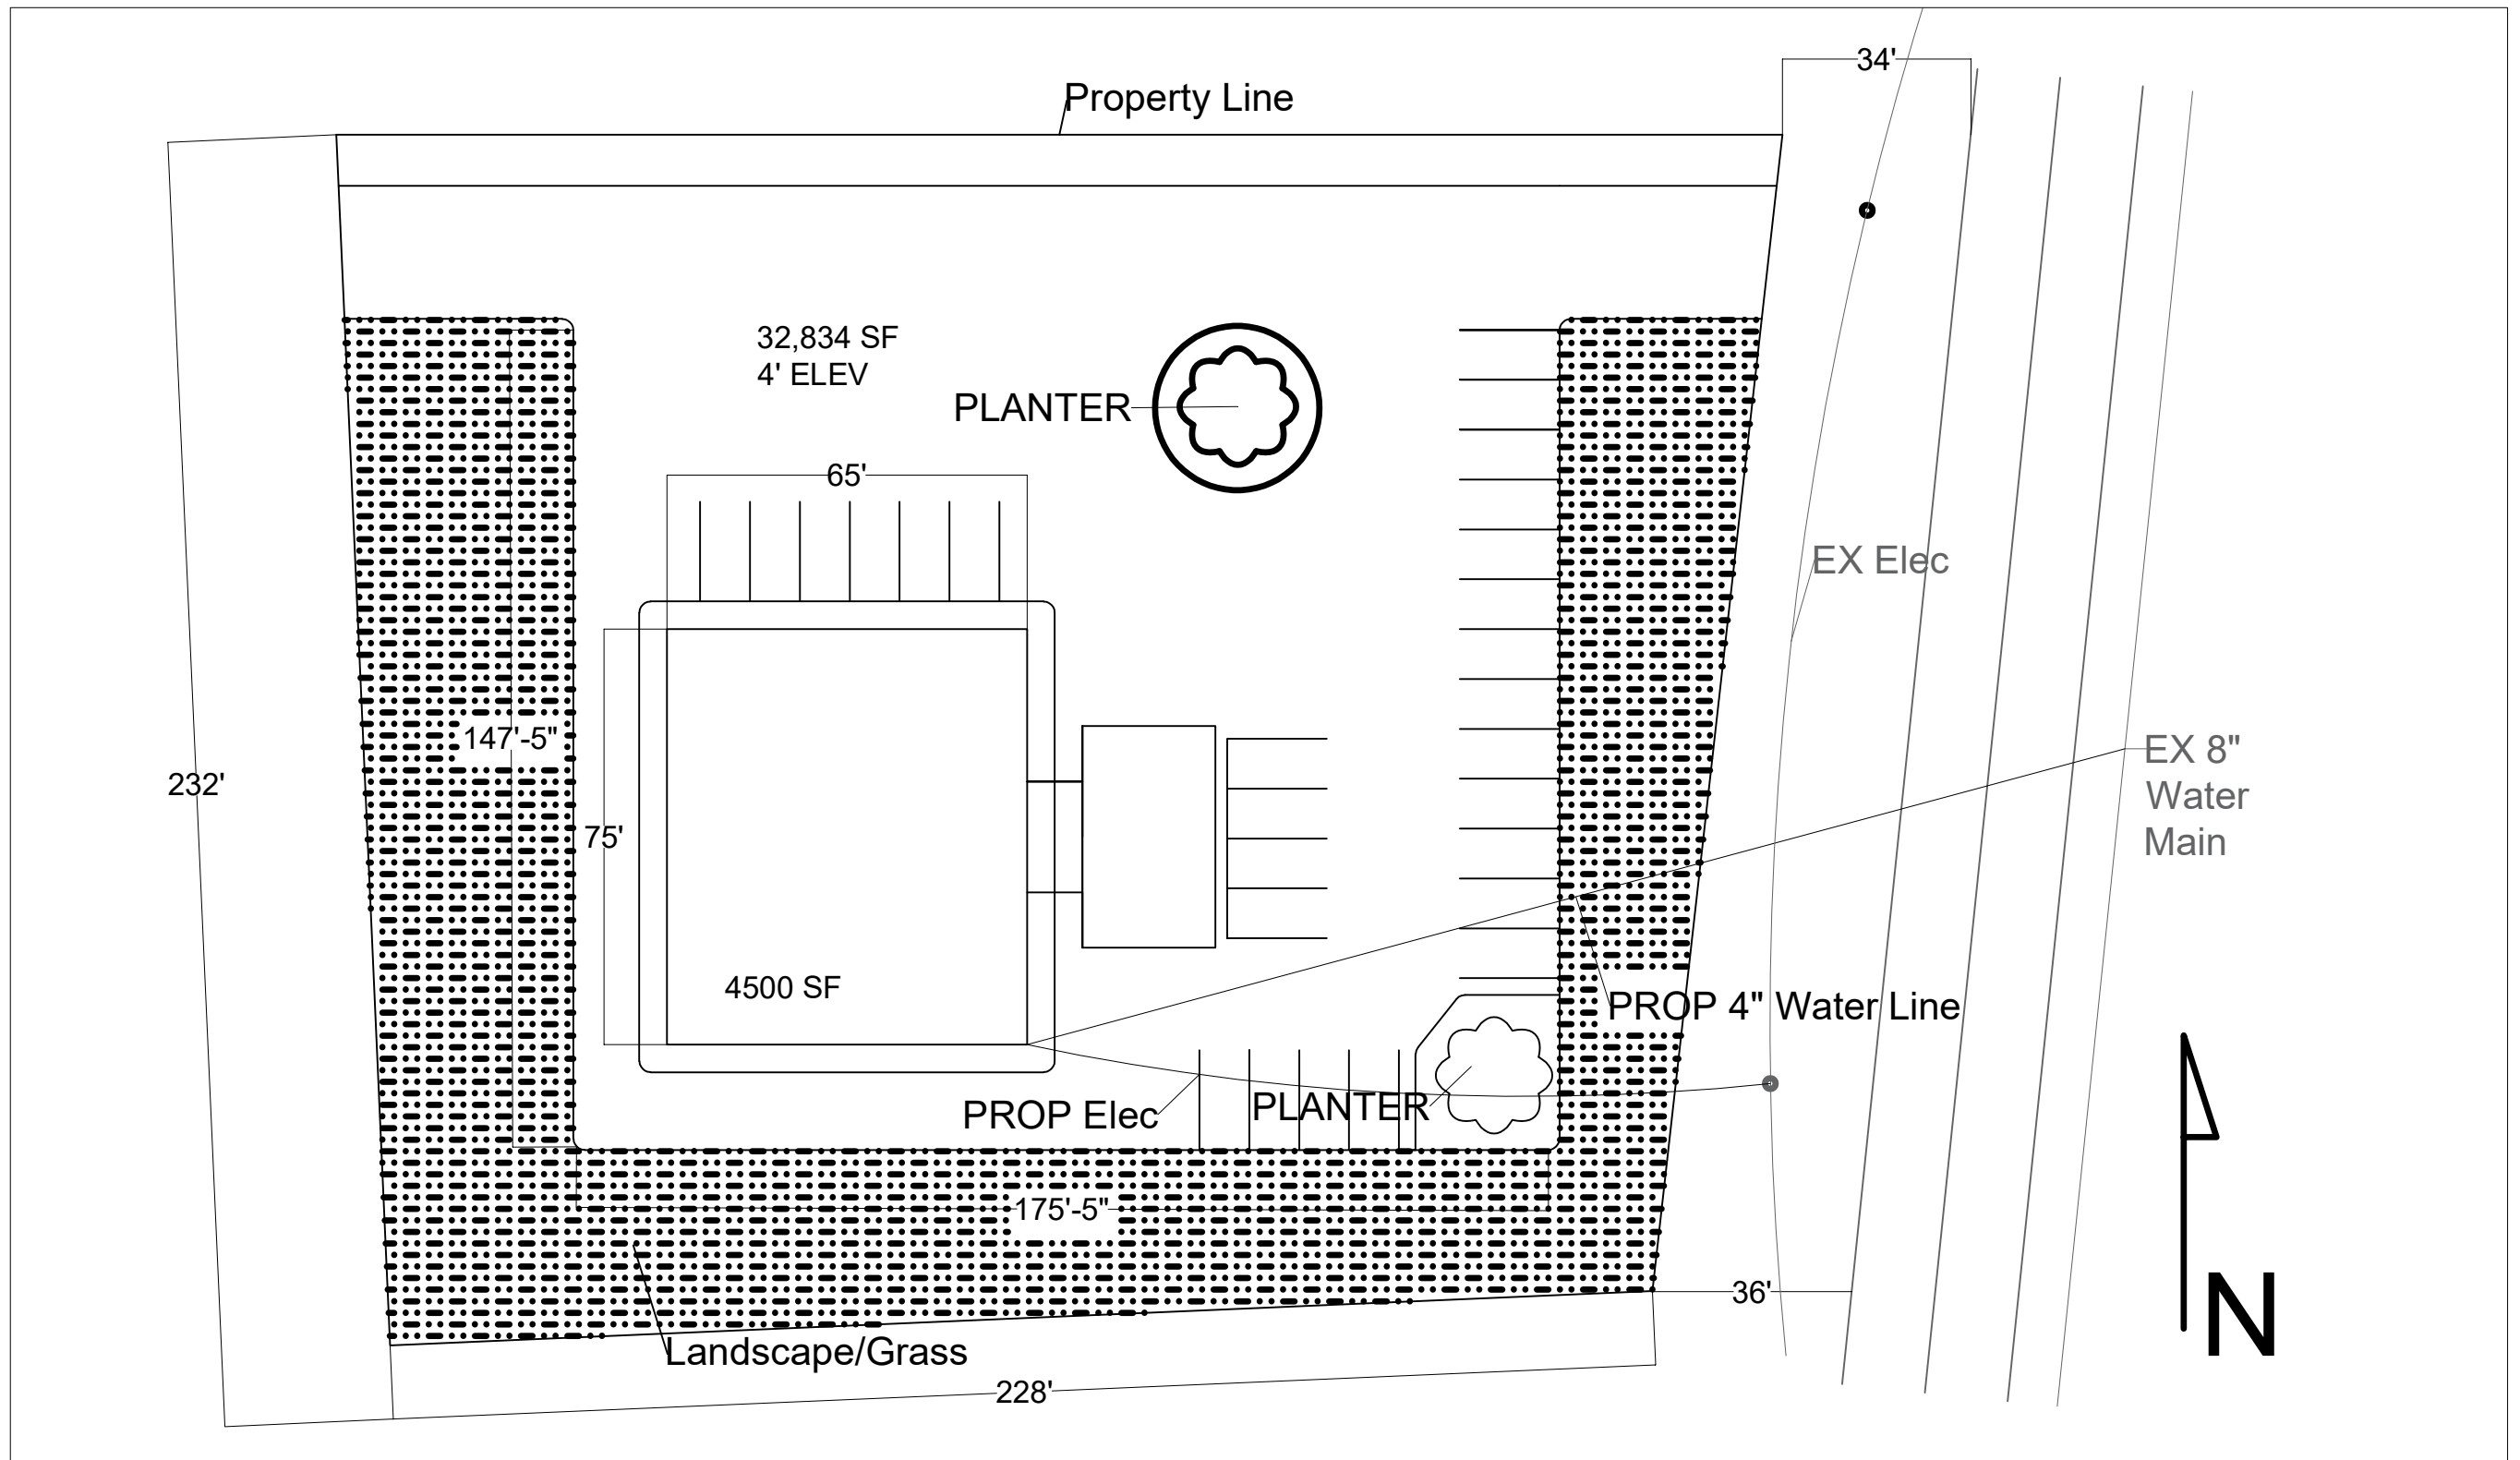 34'
Property Line
32,834 SF
4' ELEV
PLANTER
65'
EX Elec
147'-5"
EX 8"
Water
Main
232'
75'
4500 SF
PROP 4" Water Line
PROP Elec
PLANTER
175'-5"
36'
Landscape/Grass
228'
N